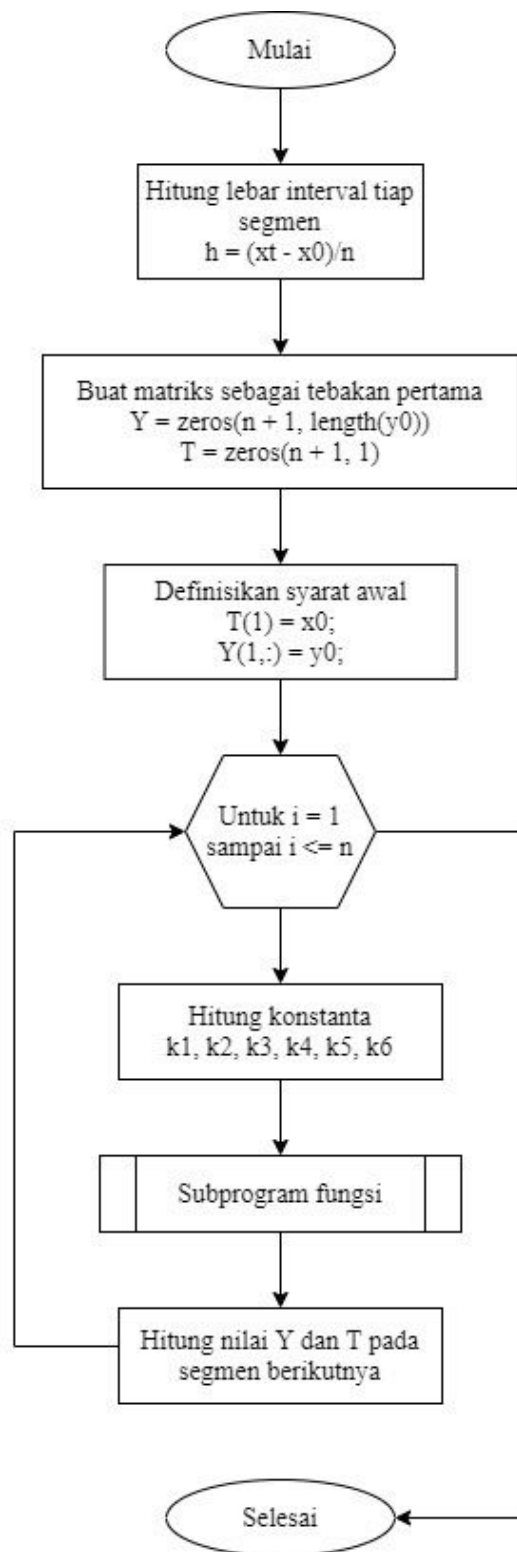 Mulai
Hitung lebar interval tiap
segmen
h = (xt - x0)/n
Buat matriks sebagai tebakan pertama
Y = zeros(n + 1, length(y0))
T = zeros(n + 1, 1)
Definisikan syarat awal
T(1) = x0;
Y(1,:) = y0;
Untuk i = 1
sampai i <= n
Hitung konstanta
k1, k2, k3, k4, k5, k6
Subprogram fungsi
Hitung nilai Y dan T pada
segmen berikutnya
Selesai